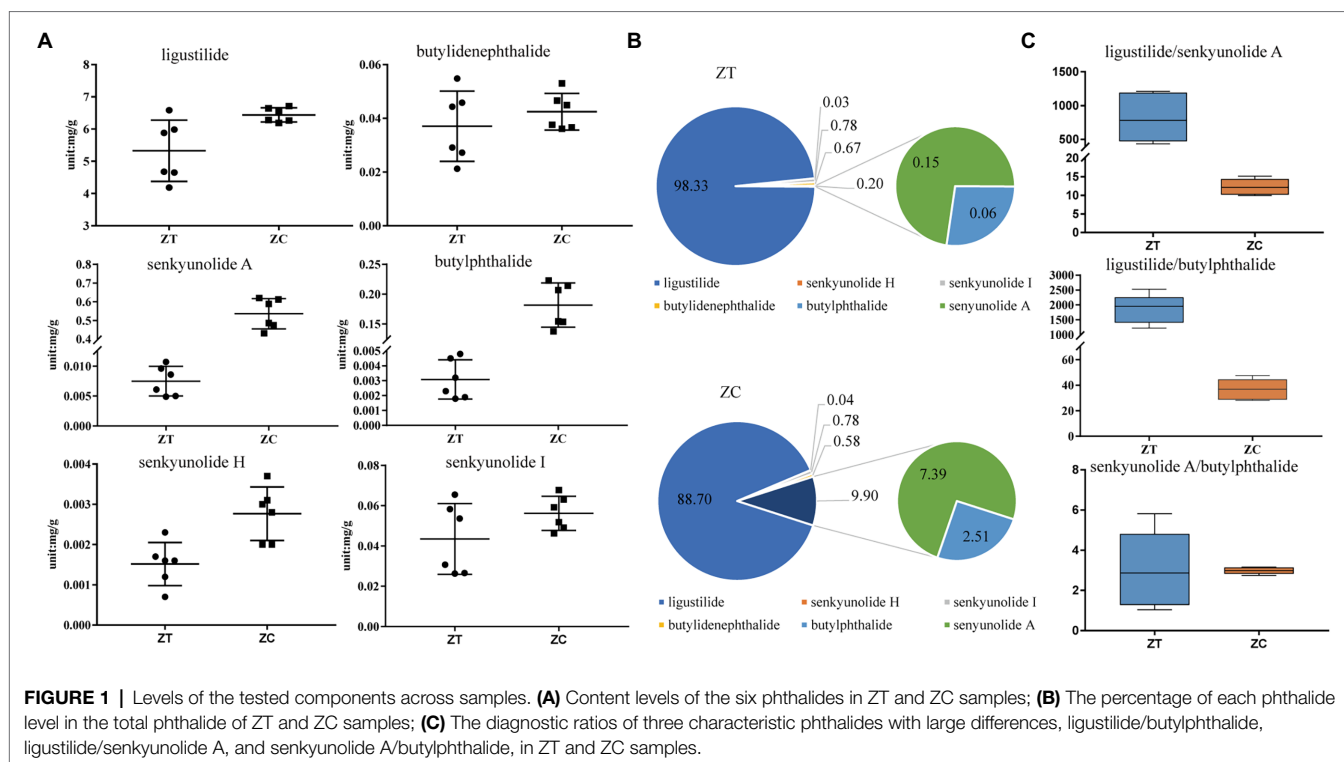 A
ligustilide
unit:mg/g
8
7
6
5
4
3
ZT
ZC
butylidenephthalide
unit:mg/g
0.06
0.04
0.02
0.00
ZT
ZC
senkyunolide A
unit:mg/g
0.8
0.7
0.6
0.5
0.4
0.010
0.005
0.000
ZT
ZC
butylphthalide
unit:mg/g
0.25
0.20
0.15
0.10
0.005
0.004
0.003
0.002
0.001
0.000
ZT
ZC
senkyunolide H
unit:mg/g
0.004
0.003
0.002
0.001
0.000
ZT
ZC
senkyunolide I
unit:mg/g
0.08
0.06
0.04
0.02
0.00
ZT
ZC
B
ZT
98.33
0.03
0.78
0.67
0.20
0.15
0.06
ligustilide
senkyunolide H
senkyunolide I
butylidenephthalide
butylphthalide
senyunolide A
ZC
88.70
0.04
0.78
0.58
9.90
7.39
2.51
ligustilide
senkyunolide H
senkyunolide I
butylidenephthalide
butylphthalide
senyunolide A
C
ligustilide/senkyunolide A
1500
1000
500
20
15
10
5
0
ZT
ZC
ligustilide/butylphthalide
3000
2500
2000
1500
1000
60
40
20
0
ZT
ZC
senkyunolide A/butylphthalide
8
6
4
2
0
ZT
ZC
FIGURE 1 | Levels of the tested components across samples. (A) Content levels of the six phthalides in ZT and ZC samples; (B) The percentage of each phthalide
level in the total phthalide of ZT and ZC samples; (C) The diagnostic ratios of three characteristic phthalides with large differences, ligustilide/butylphthalide,
ligustilide/senkyunolide A, and senkyunolide A/butylphthalide, in ZT and ZC samples.